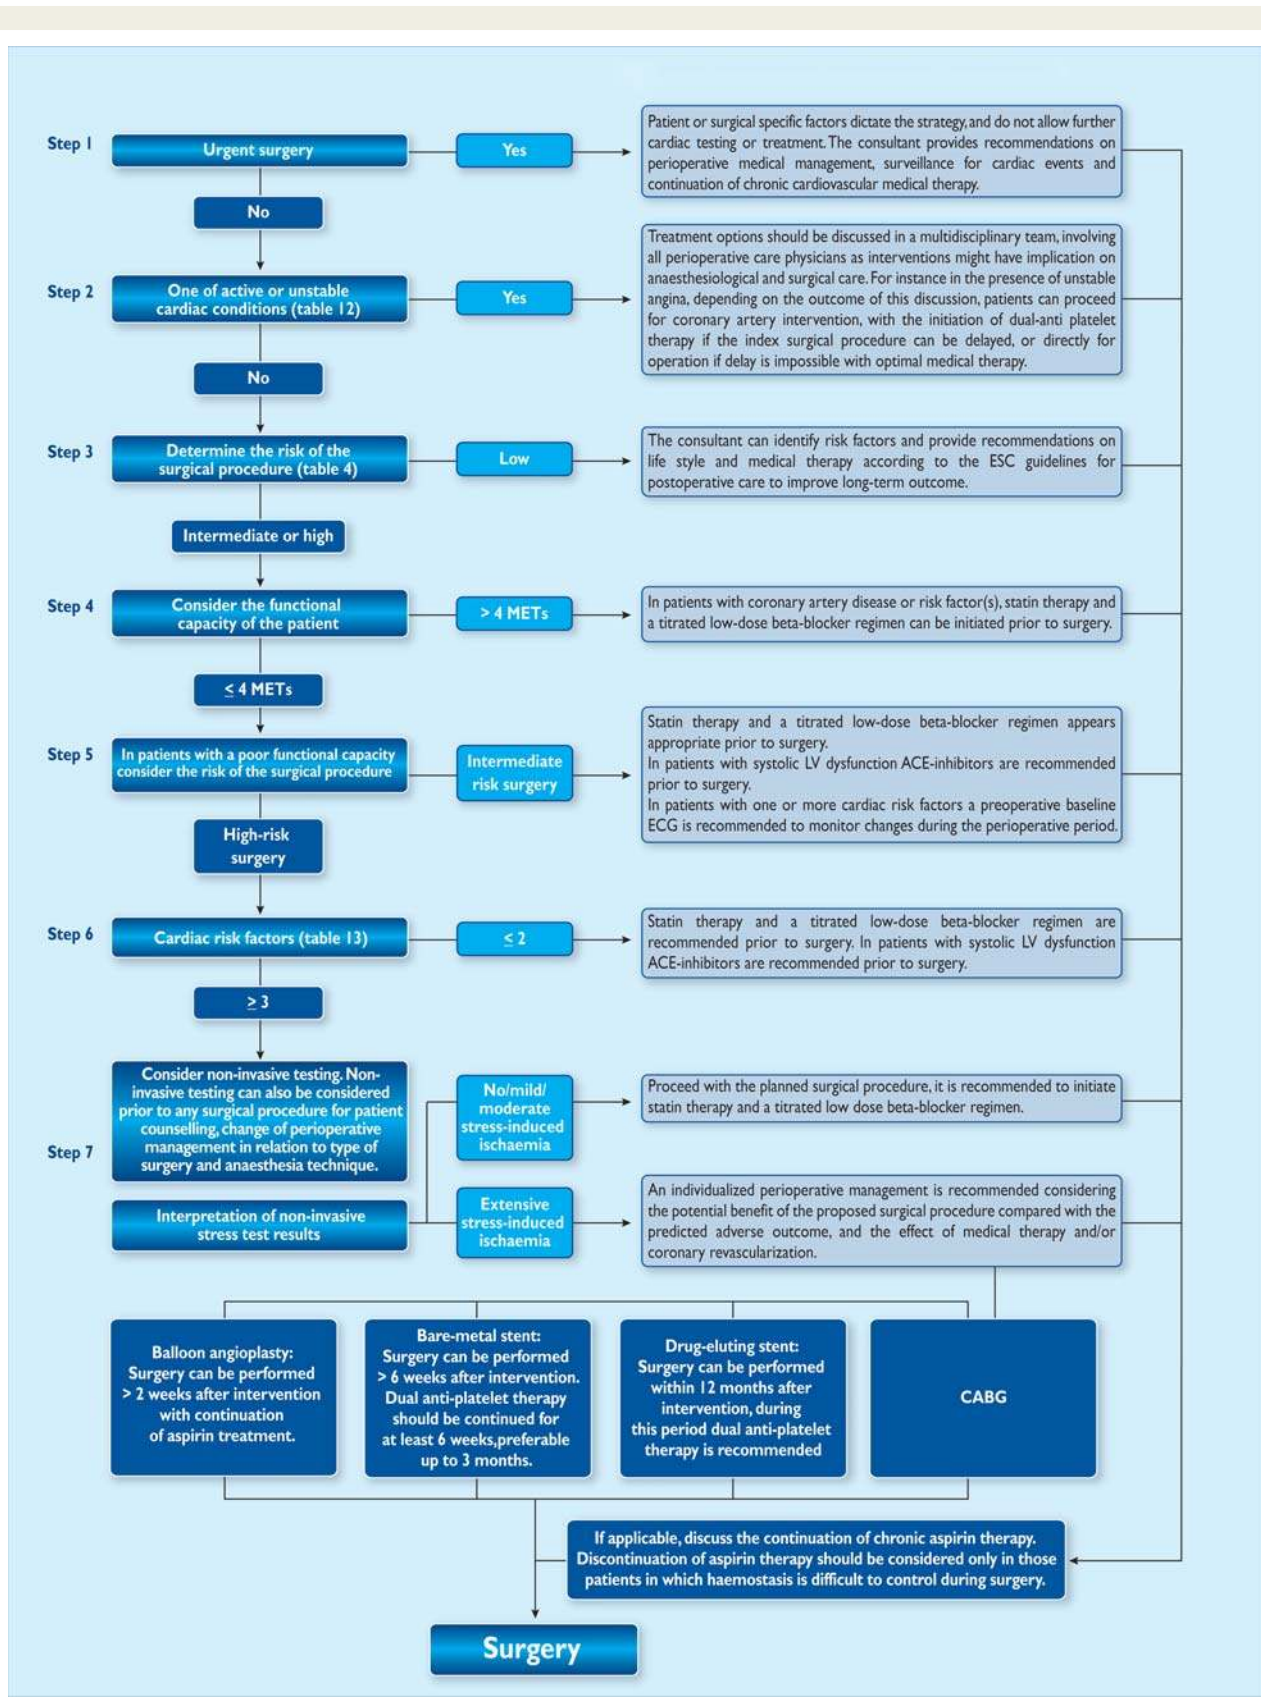 Step 1
Urgent surgery
Yes
Patient or surgical specific factors dictate the strategy, and do not allow further
cardiac testing or treatment. The consultant provides recommendations on
perioperative medical management, surveillance for cardiac events and
continuation of chronic cardiovascular medical therapy.
No
Step 2
One of active or unstable
cardiac conditions (table 12)
Yes
Treatment options should be discussed in a multidisciplinary team, involving
all perioperative care physicians as interventions might have implication on
anaesthesiological and surgical care. For instance in the presence of unstable
angina, depending on the outcome of this discussion, patients can proceed
for coronary artery intervention, with the initiation of dual-anti platelet
therapy if the index surgical procedure can be delayed, or directly for
operation if delay is impossible with optimal medical therapy.
No
Step 3
Determine the risk of the
surgical procedure (table 4)
Low
The consultant can identify risk factors and provide recommendations on
life style and medical therapy according to the ESC guidelines for
postoperative care to improve long-term outcome.
Intermediate or high
Step 4
Consider the functional
capacity of the patient
> 4 METs
In patients with coronary artery disease or risk factor(s), statin therapy and
a titrated low-dose beta-blocker regimen can be initiated prior to surgery.
≤ 4 METs
Step 5
In patients with a poor functional capacity
consider the risk of the surgical procedure
Intermediate
risk surgery
Statin therapy and a titrated low-dose beta-blocker regimen appears
appropriate prior to surgery.
In patients with systolic LV dysfunction ACE-inhibitors are recommended
prior to surgery.
In patients with one or more cardiac risk factors a preoperative baseline
ECG is recommended to monitor changes during the perioperative period.
High-risk
surgery
Step 6
Cardiac risk factors (table 13)
≤ 2
Statin therapy and a titrated low-dose beta-blocker regimen are
recommended prior to surgery. In patients with systolic LV dysfunction
ACE-inhibitors are recommended prior to surgery.
≥ 3
Step 7
Consider non-invasive testing. Non-
invasive testing can also be considered
prior to any surgical procedure for patient
counselling, change of perioperative
management in relation to type of
surgery and anaesthesia technique.
No/mild/
moderate
stress-induced
ischaemia
Proceed with the planned surgical procedure, it is recommended to initiate
statin therapy and a titrated low dose beta-blocker regimen.
Interpretation of non-invasive
stress test results
Extensive
stress-induced
ischaemia
An individualized perioperative management is recommended considering
the potential benefit of the proposed surgical procedure compared with the
predicted adverse outcome, and the effect of medical therapy and/or
coronary revascularization.
Balloon angioplasty:
Surgery can be performed
> 2 weeks after intervention
with continuation
of aspirin treatment.
Bare-metal stent:
Surgery can be performed
> 6 weeks after intervention.
Dual anti-platelet therapy
should be continued for
at least 6 weeks, preferable
up to 3 months.
Drug-eluting stent:
Surgery can be performed
within 12 months after
intervention, during
this period dual anti-platelet
therapy is recommended
CABG
If applicable, discuss the continuation of chronic aspirin therapy.
Discontinuation of aspirin therapy should be considered only in those
patients in which haemostasis is difficult to control during surgery.
Surgery